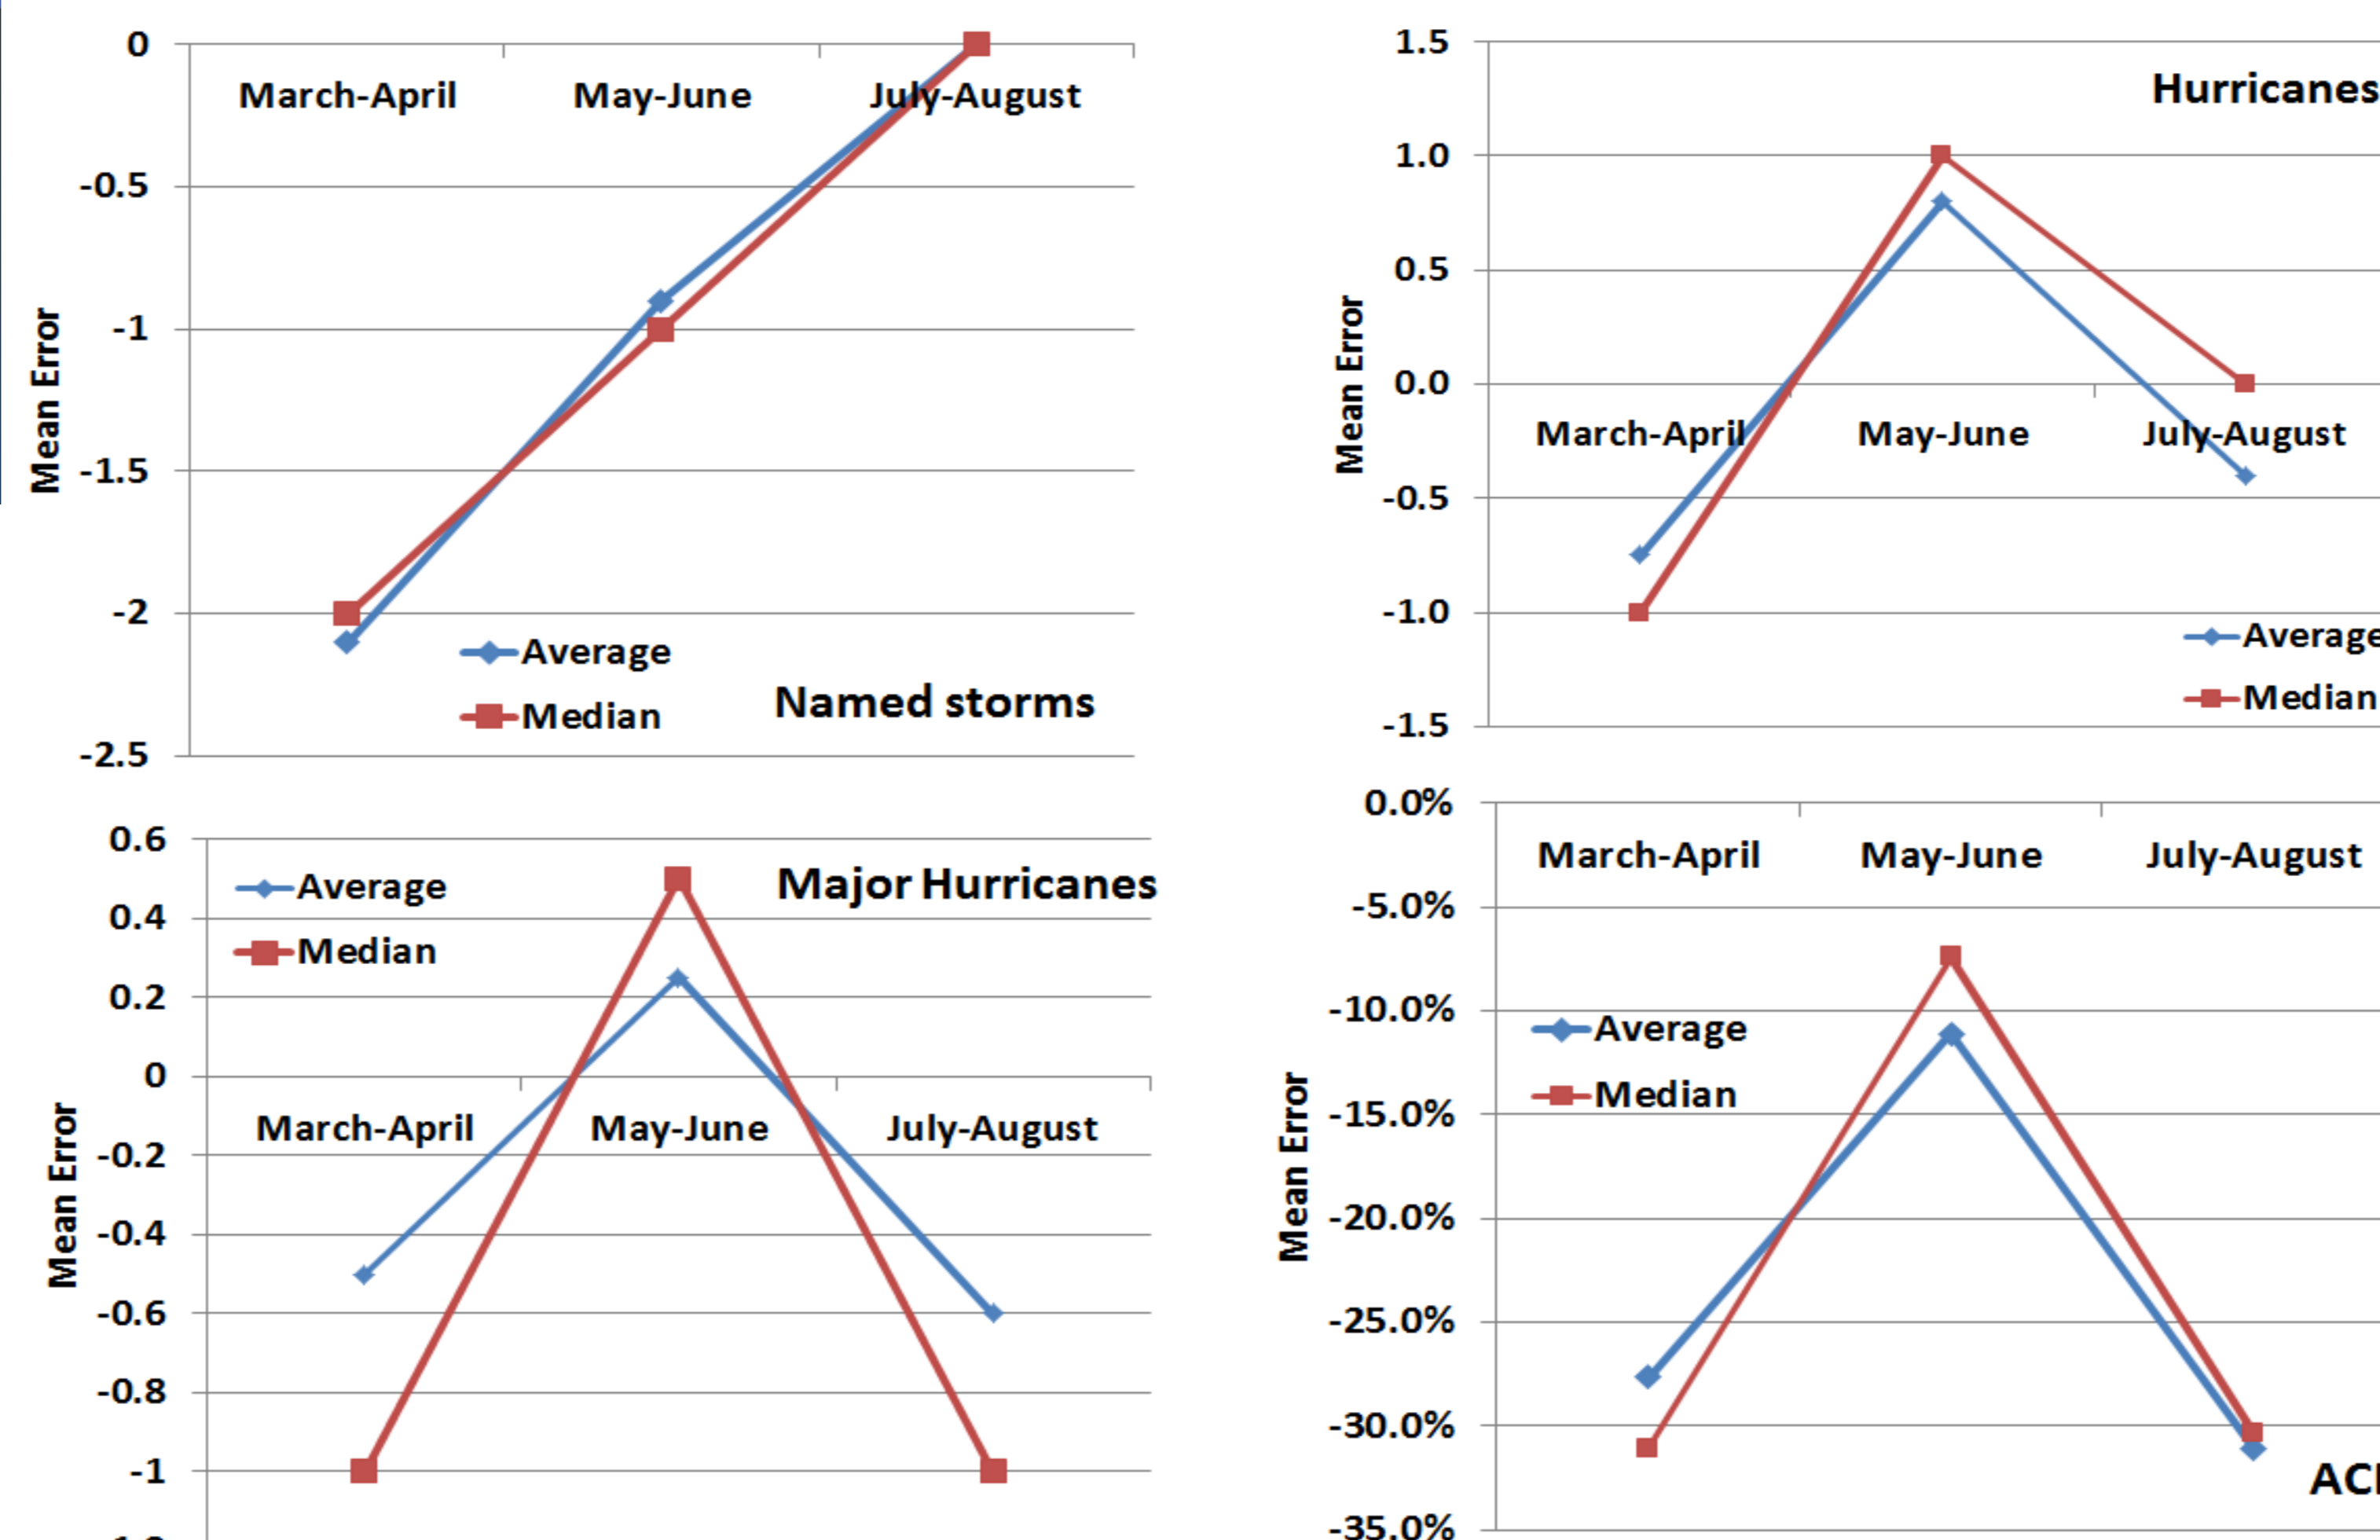 0
-0.5
-1
-1.5
-2
-2.5
March-April May-June July-August
Mean Error
Average
Median
Named storms
1.5
1.0
0.5
0.0
-0.5
-1.0
-1.5
Hurricanes
March-April May-June July-August
Mean Error
Average
Median
0.6
0.4
0.2
0
-0.2
-0.4
-0.6
-0.8
-1
Average
Median
Major Hurricanes
March-April May-June July-August
Mean Error
0.0%
-5.0%
-10.0%
-15.0%
-20.0%
-25.0%
-30.0%
-35.0%
March-April May-June July-August
Average
Median
Mean Error